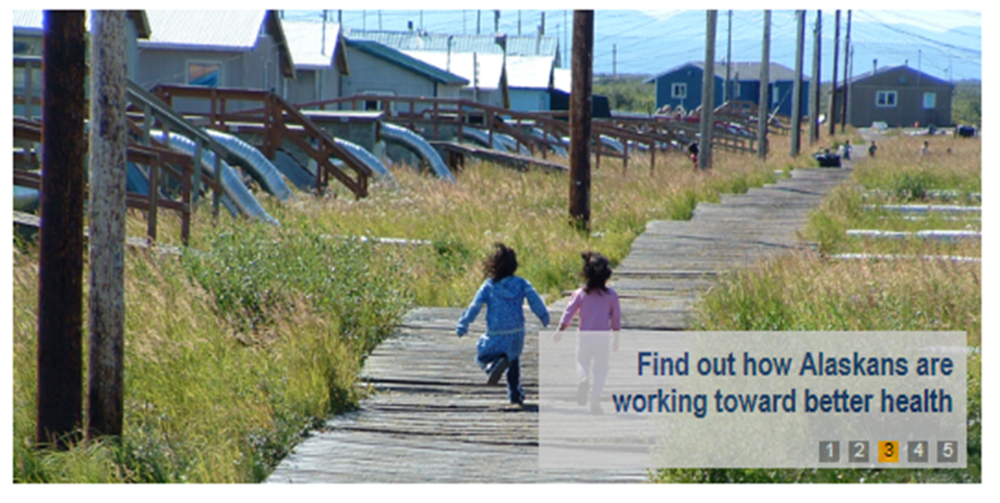 Find out how Alaskans are
working toward better health
1 2 3 4 5